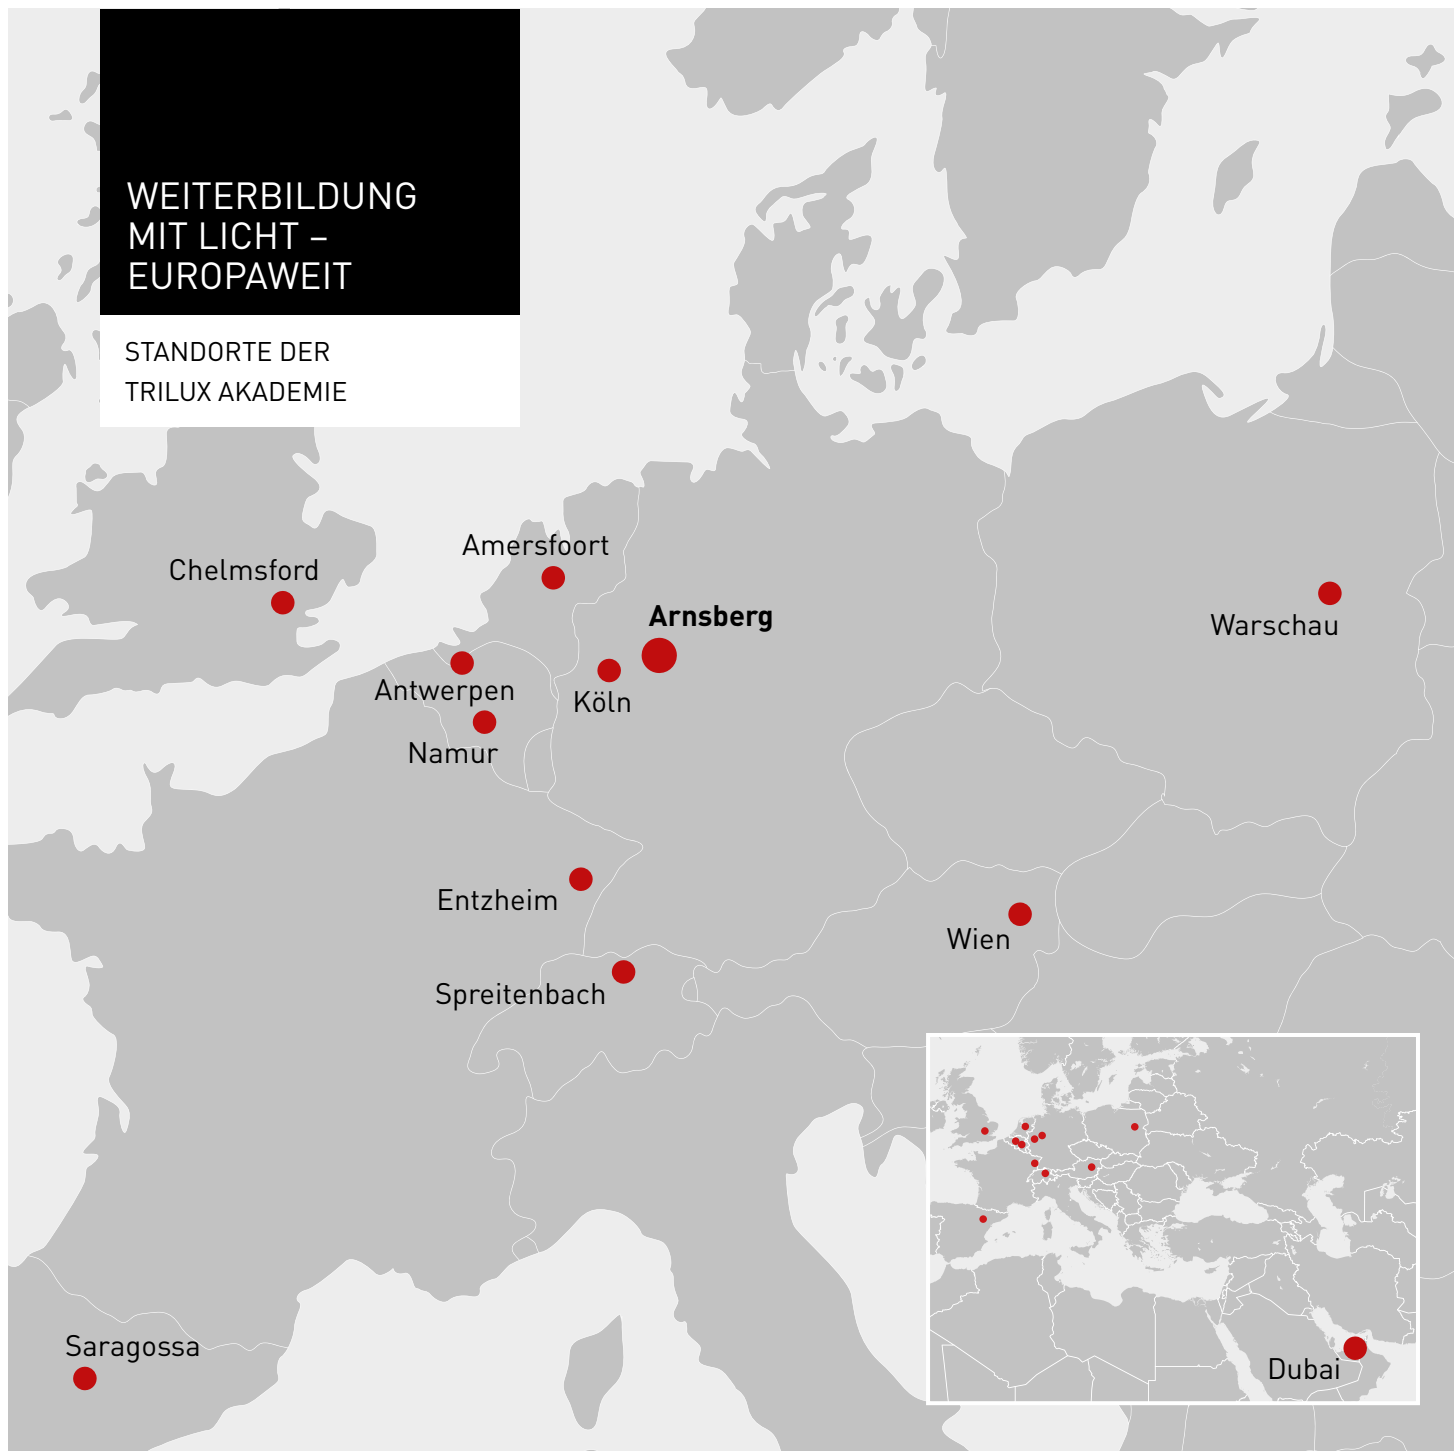 WEITERBILDUNG
MIT LICHT –
EUROPAWEIT
STANDORTE DER
TRILUX AKADEMIE
Amersfoort
Chelmsford
Arnsberg
Warschau
Antwerpen
Köln
Namur
Entzheim
Wien
Spreitenbach
Saragossa
Dubai